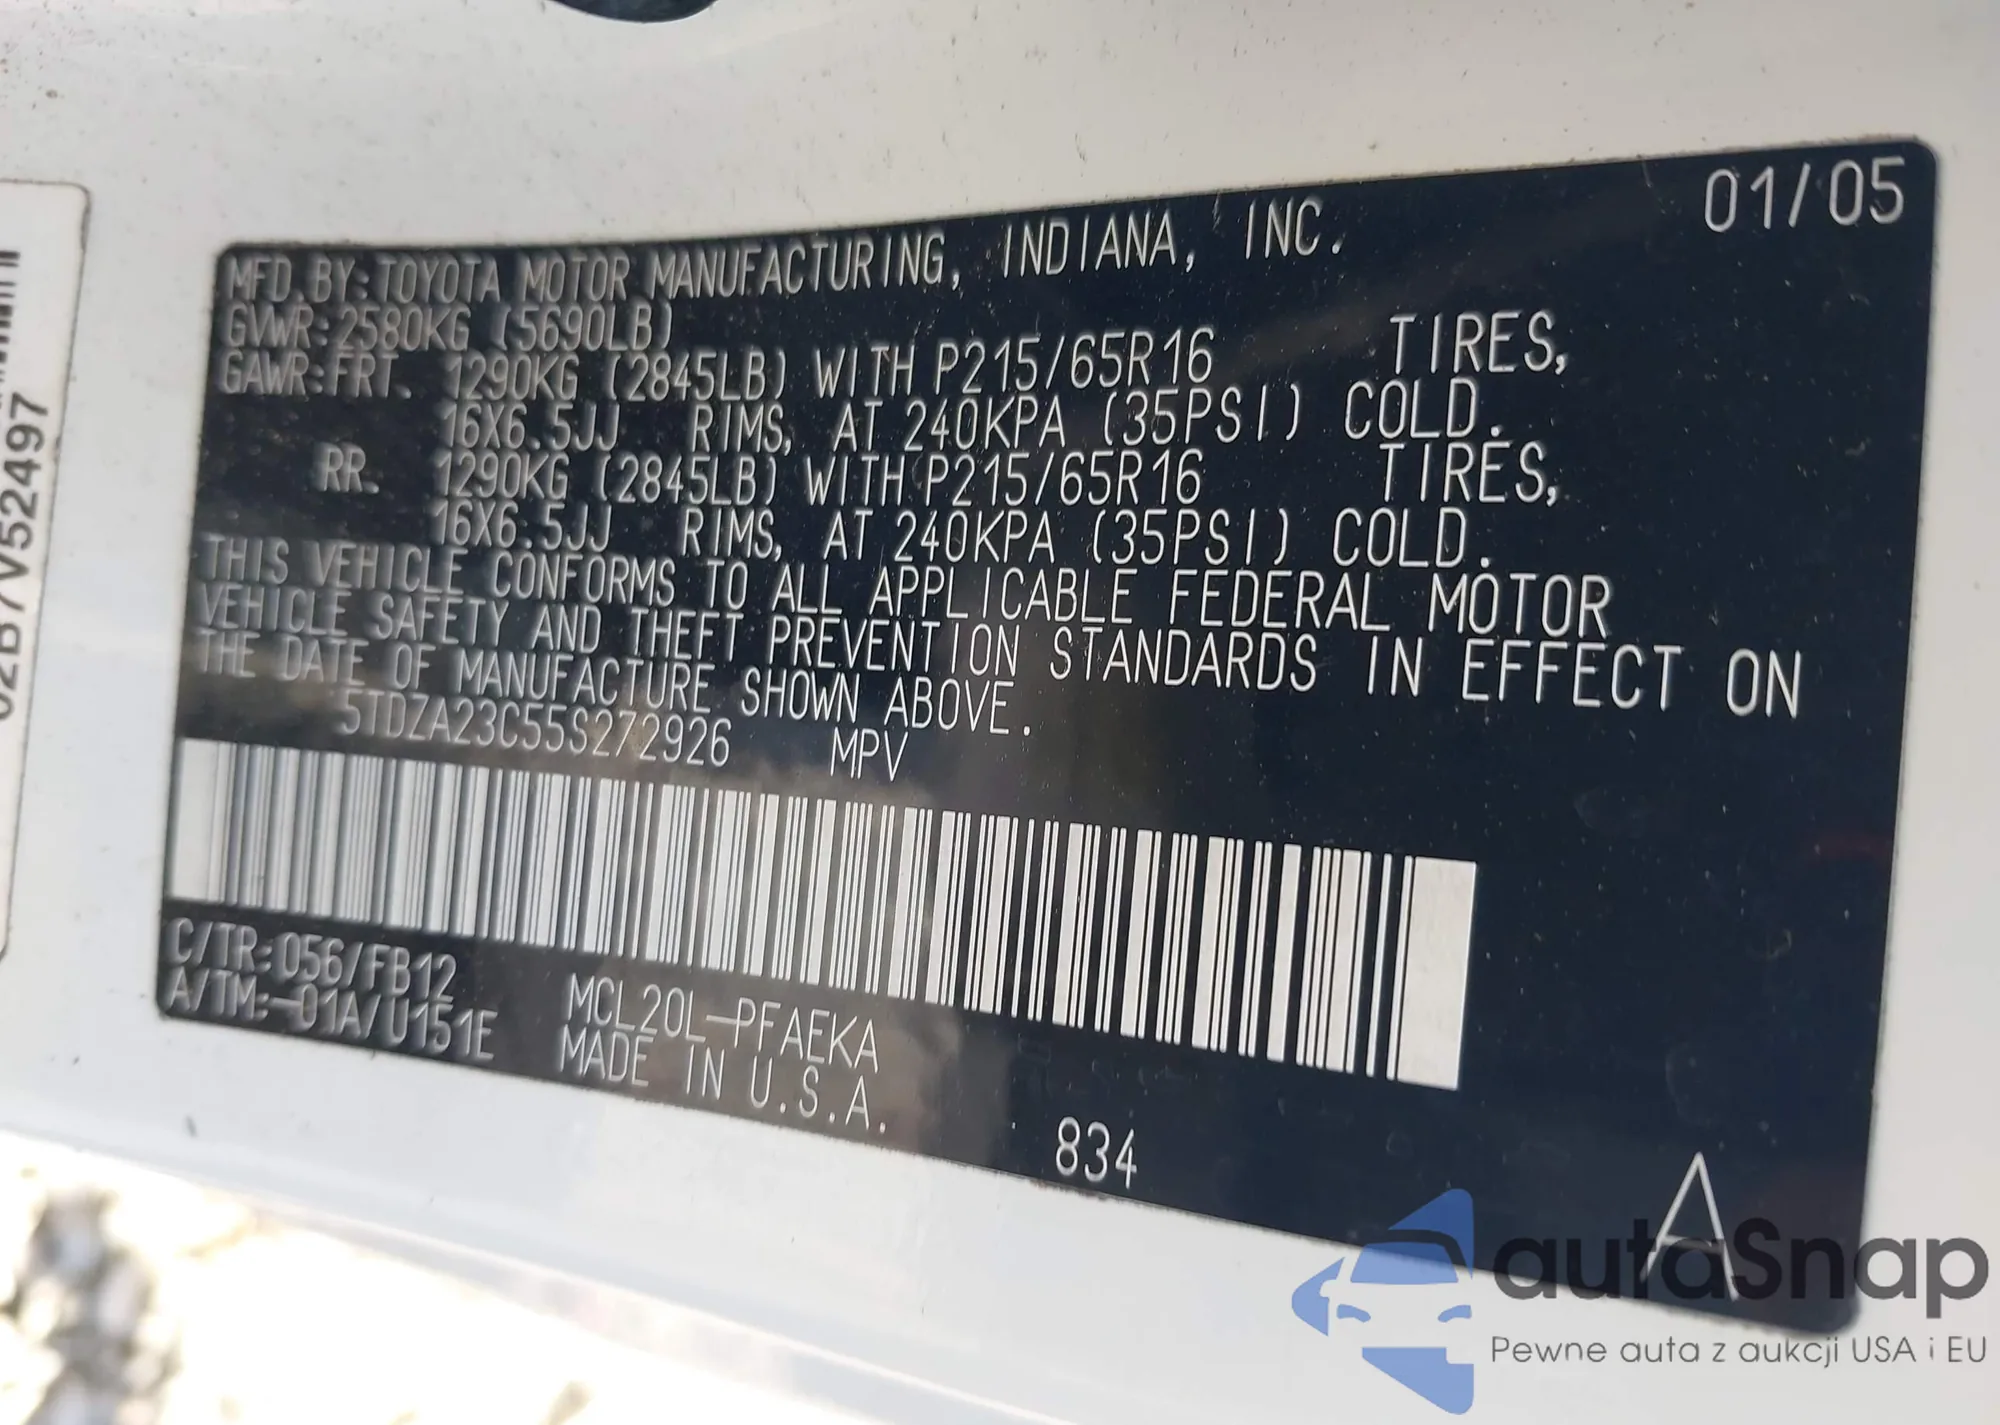 01/05
MFD. BY: TOYOTA MOTOR MANUFACTURING, INDIANA, INC.
GVWR: 2580KG (5690LB)
GAWR: FRT. 1290KG (2845LB) WITH P215/65R16 TIRES,
16X6.5JJ RIMS, AT 240KPA (35PSI) COLD.
RR. 1290KG (2845LB) WITH P215/65R16 TIRES,
16X6.5JJ RIMS, AT 240KPA (35PSI) COLD.
THIS VEHICLE CONFORMS TO ALL APPLICABLE FEDERAL MOTOR
VEHICLE SAFETY AND THEFT PREVENTION STANDARDS IN EFFECT ON
THE DATE OF MANUFACTURE SHOWN ABOVE.
5TDZA23C55S272926 MPV
C/TR: 056/FB12 MCL20L-PFAEKA
A/TM: -01A/U151E MADE IN U.S.A.
834
A
02B7V52497
autoSnap
Pewne auta z aukcji USA i EU